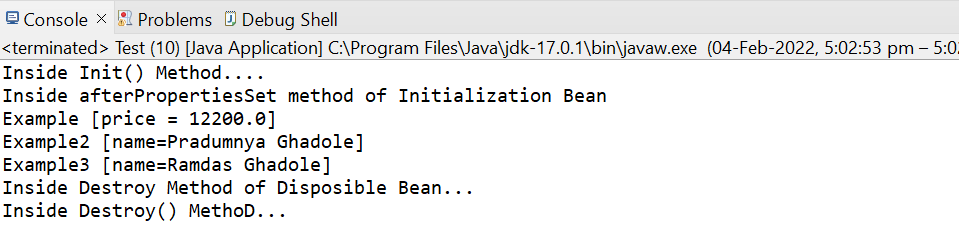 Console × Problems Debug Shell
<terminated> Test (10) [Java Application] C:\Program Files\Java\jdk-17.0.1\bin\javaw.exe (04-Feb-2022, 5:02:53 pm – 5:02
Inside Init() Method....
Inside afterPropertiesSet method of Initialization Bean
Example [price = 12200.0]
Example2 [name=Pradumnya Ghadole]
Example3 [name=Ramdas Ghadole]
Inside Destroy Method of Disposible Bean...
Inside Destroy() MethoD...